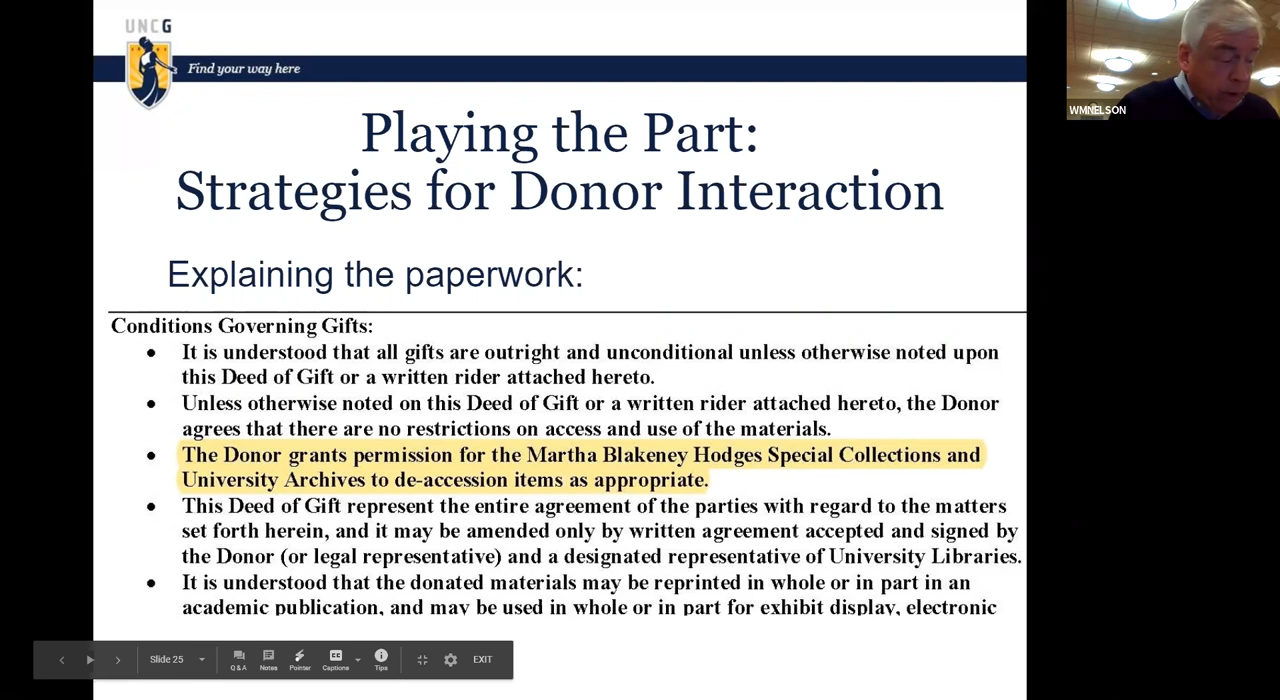 UNCG
Find your way here
WMNELSON
Playing the Part:
Strategies for Donor Interaction
Explaining the paperwork:
Conditions Governing Gifts:
• It is understood that all gifts are outright and unconditional unless otherwise noted upon
this Deed of Gift or a written rider attached hereto.
• Unless otherwise noted on this Deed of Gift or a written rider attached hereto, the Donor
agrees that there are no restrictions on access and use of the materials.
• The Donor grants permission for the Martha Blakeney Hodges Special Collections and
University Archives to de-accession items as appropriate.
• This Deed of Gift represent the entire agreement of the parties with regard to the matters
set forth herein, and it may be amended only by written agreement accepted and signed by
the Donor (or legal representative) and a designated representative of University Libraries.
• It is understood that the donated materials may be reprinted in whole or in part in an
academic publication, and may be used in whole or in part for exhibit display, electronic
Slide 25
Q&A
Notes
Pointer
Captions
Tips
EXIT